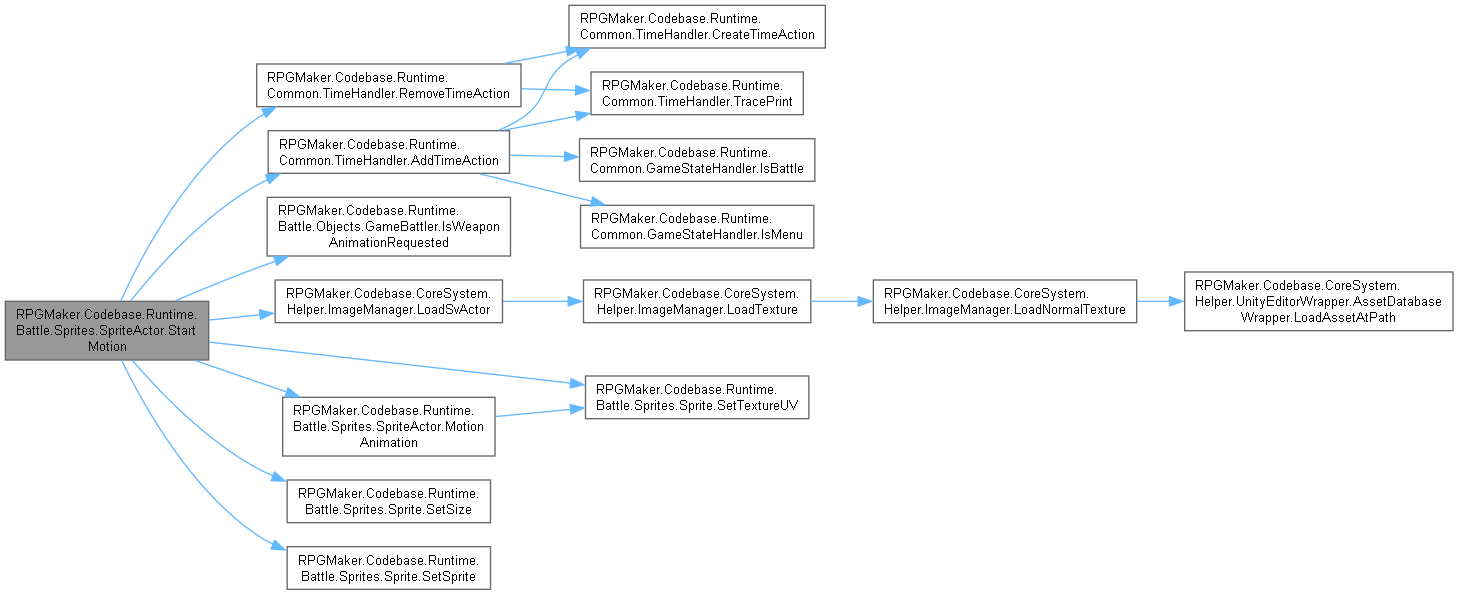 RPGMaker.Codebase.Runtime.
Common.TimeHandler.CreateTimeAction
RPGMaker.Codebase.Runtime.
Common.TimeHandler.RemoveTimeAction
RPGMaker.Codebase.Runtime.
Common.TimeHandler.TracePrint
RPGMaker.Codebase.Runtime.
Common.TimeHandler.AddTimeAction
RPGMaker.Codebase.Runtime.
Common.GameStateHandler.IsBattle
RPGMaker.Codebase.Runtime.
Battle.Objects.GameBattler.IsWeapon
AnimationRequested
RPGMaker.Codebase.Runtime.
Common.GameStateHandler.IsMenu
RPGMaker.Codebase.Runtime.
Battle.Sprites.SpriteActor.Start
Motion
RPGMaker.Codebase.CoreSystem.
Helper.ImageManager.LoadSvActor
RPGMaker.Codebase.CoreSystem.
Helper.ImageManager.LoadTexture
RPGMaker.Codebase.CoreSystem.
Helper.ImageManager.LoadNormalTexture
RPGMaker.Codebase.CoreSystem.
Helper.UnityEditorWrapper.AssetDatabase
Wrapper.LoadAssetAtPath
RPGMaker.Codebase.Runtime.
Battle.Sprites.Sprite.SetTextureUV
RPGMaker.Codebase.Runtime.
Battle.Sprites.SpriteActor.Motion
Animation
RPGMaker.Codebase.Runtime.
Battle.Sprites.Sprite.SetSize
RPGMaker.Codebase.Runtime.
Battle.Sprites.Sprite.SetSprite